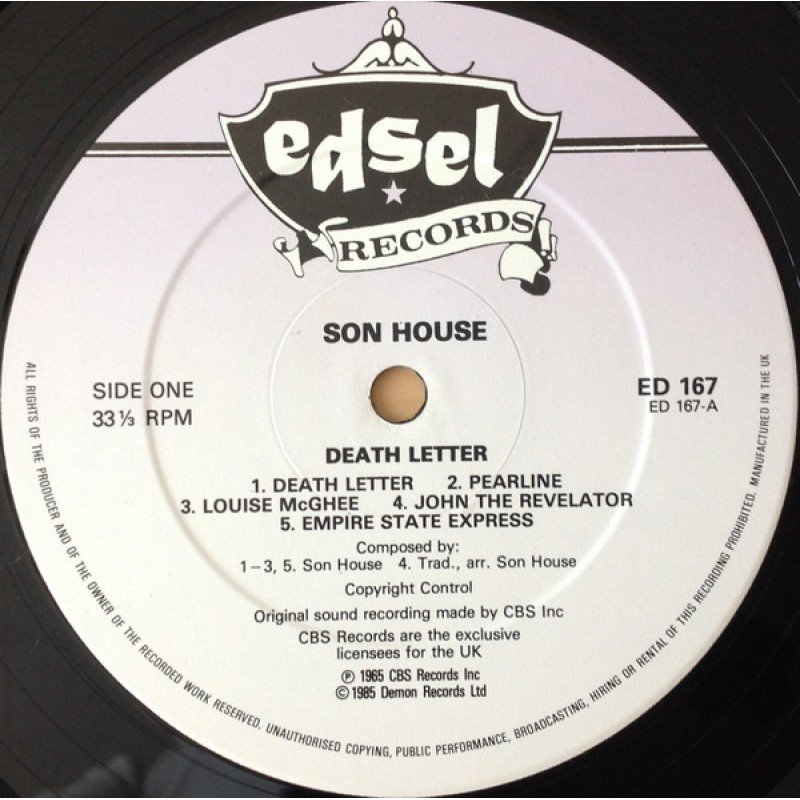 edsel
RECORDS
SON HOUSE
SIDE ONE
33⅓ RPM
ED 167
ED 167-A
DEATH LETTER
1. DEATH LETTER 2. PEARLINE
3. LOUISE McGHEE 4. JOHN THE REVELATOR
5. EMPIRE STATE EXPRESS
Composed by:
1–3, 5. Son House 4. Trad., arr. Son House
Copyright Control
Original sound recording made by CBS Inc
CBS Records are the exclusive
licensees for the UK
℗ 1965 CBS Records Inc
© 1985 Demon Records Ltd
ALL RIGHTS OF THE PRODUCER AND OF THE OWNER OF THE RECORDED WORK RESERVED. UNAUTHORISED COPYING, PUBLIC PERFORMANCE, BROADCASTING, HIRING OR RENTAL OF THIS RECORDING PROHIBITED. MANUFACTURED IN THE UK